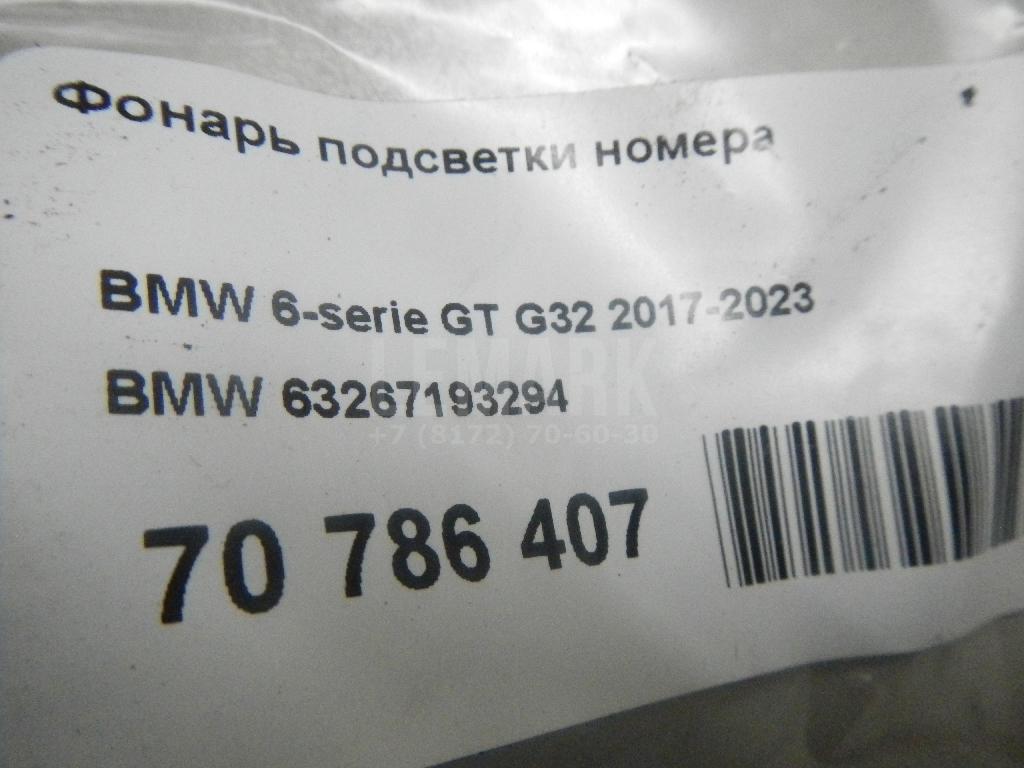 Фонарь подсветки номера
BMW 6-serie GT G32 2017-2023
BMW 63267193294
LEMARK
+7 (8172) 70-60-30
70 786 407